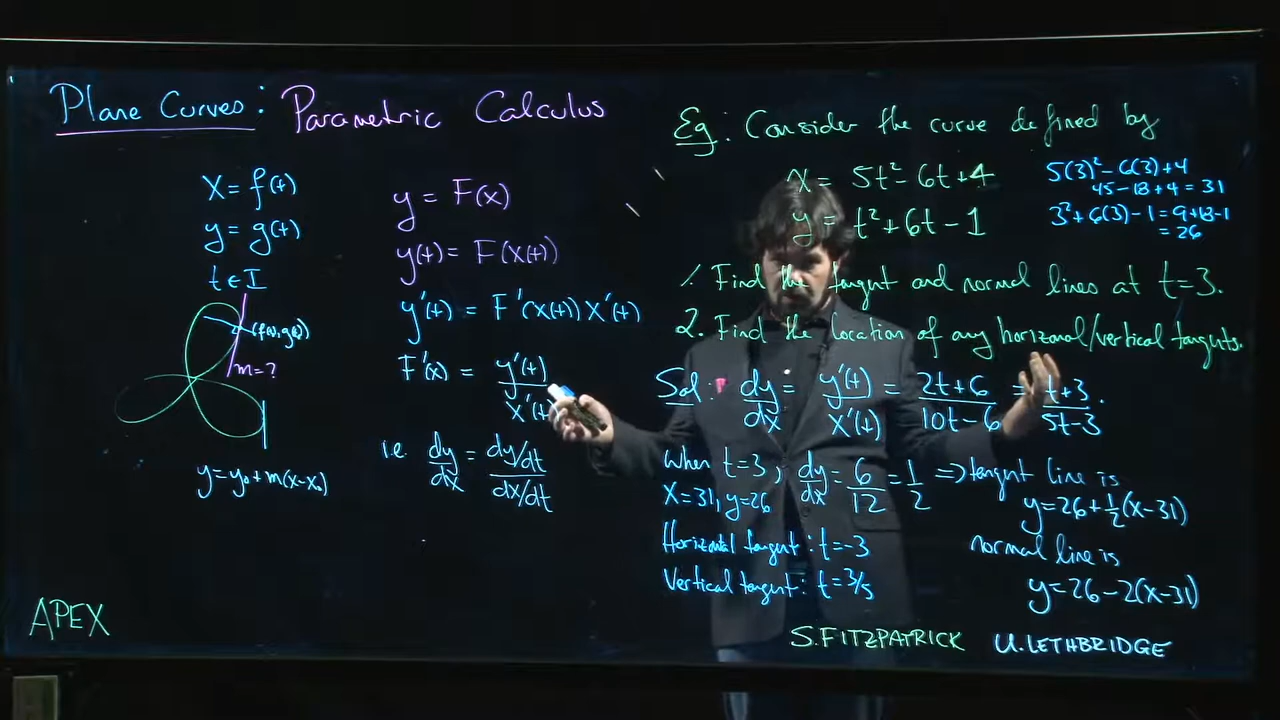 Plane Curves: Parametric Calculus
x = f(t)
y = g(t)
t ∈ I
(f(t), g(t))
m = ?
y = y₀ + m(x - x₀)
y = F(x)
y(t) = F(x(t))
y'(t) = F'(x(t)) x'(t)
F'(x) = y'(t)/x'(t)
i.e. dy/dx = (dy/dt)/(dx/dt)
APEX
Eg: Consider the curve defined by
x = 5t² - 6t + 4
y = t² + 6t - 1
5(3)² - 6(3) + 4
45 - 18 + 4 = 31
3² + 6(3) - 1 = 9 + 18 - 1
= 26
1. Find the tangent and normal lines at t = 3.
2. Find the location of any horizonal/vertical tangents.
Sol: dy/dx = y'(t)/x'(t) = (2t+6)/(10t-6) = (t+3)/(5t-3).
When t=3, dy/dx = 6/12 = 1/2 ⟹ tangent line is
x = 31, y = 26
y = 26 + ½(x - 31)
Horizontal tangent: t = -3
Vertical tangent: t = 3/5
normal line is
y = 26 - 2(x - 31)
S. FITZPATRICK U. LETHBRIDGE